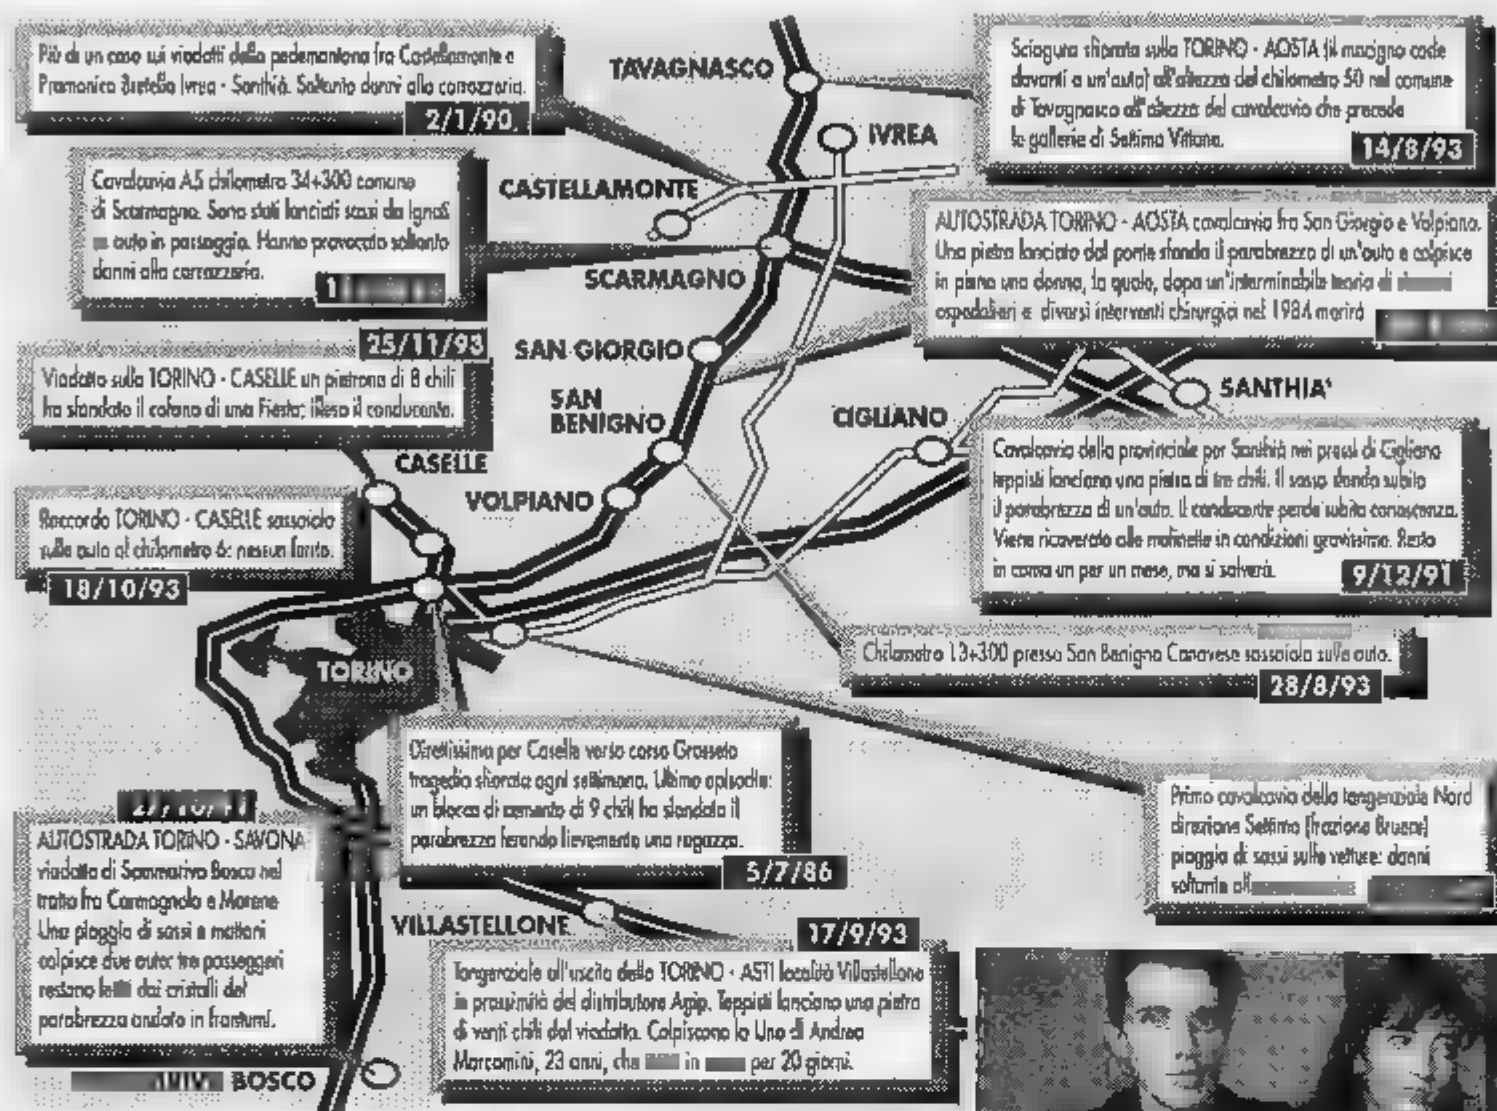 Più di un caso sui viadotti della pedemontana fra Castellamonte e
Pramonico Bretella Ivrea - Santhià. Soltanto danni alla carrozzeria.
2/1/90
TAVAGNASCO
IVREA
Sciagura sfiorata sulla TORINO - AOSTA (il macigno cade
davanti a un'auto) all'altezza del chilometro 50 nel comune
di Tavagnasco all'altezza del cavalcavia che precede
le gallerie di Settimo Vittone.
14/8/93
Cavalcavia A5 chilometro 34+300 comune
di Scarmagno. Sono stati lanciati sassi da ignoti
auto in passaggio. Hanno provocato soltanto
danni alla carrozzeria.
CASTELLAMONTE
SCARMAGNO
AUTOSTRADA TORINO - AOSTA cavalcavia fra San Giorgio e Volpiano.
Una pietra lanciata dal ponte sfonda il parabrezza di un'auto e colpisce
in pieno una donna, la quale, dopo un'interminabile teoria di
ospedalieri e diversi interventi chirurgici nel 1984 morirà
25/11/93
Viadotto sulla TORINO - CASELLE un pietrone di 8 chili
ha sfondato il cofano di una Fiesta; illeso il conducente.
SAN GIORGIO
SAN
BENIGNO
CIGLIANO
SANTHIA'
CASELLE
VOLPIANO
Cavalcavia della provinciale per Santhià nei pressi di Cigliano
teppisti lanciano una pietra di tre chili. Il sasso sfonda subito
il parabrezza di un'auto. Il conducente perde subito conoscenza.
Viene ricoverato alle molinette in condizioni gravissime. Resta
in coma un per un mese, ma si salverà.
9/12/91
Raccordo TORINO - CASELLE sassaiola
sulle auto al chilometro 6: nessun ferito.
18/10/93
TORINO
Chilometro 13+300 presso San Benigno Canavese sassaiola sulle auto.
28/8/93
Direttissima per Caselle verso corso Grosseto
tragedia sfiorata ogni settimana. Ultimo episodio:
un blocco di cemento di 9 chili ha sfondato il
parabrezza ferendo lievemente una ragazza.
5/7/86
Primo cavalcavia della tangenziale Nord
direzione Settimo (frazione Bruere)
pioggia di sassi sulle vetture: danni
soltanto
AUTOSTRADA TORINO - SAVONA
viadotto di Sommariva Bosco nel
tratto fra Carmagnola e Marene
Una pioggia di sassi e mattoni
colpisce due auto: tre passeggeri
restano feriti dai cristalli del
parabrezza andato in frantumi.
VILLASTELLONE
17/9/93
Tangenziale all'uscita della TORINO - ASTI località Villastellone
in prossimità del distributore Agip. Teppisti lanciano una pietra
di venti chili dal viadotto. Colpiscono la Uno di Andrea
Marcomini, 23 anni, che in per 20 giorni.
BOSCO